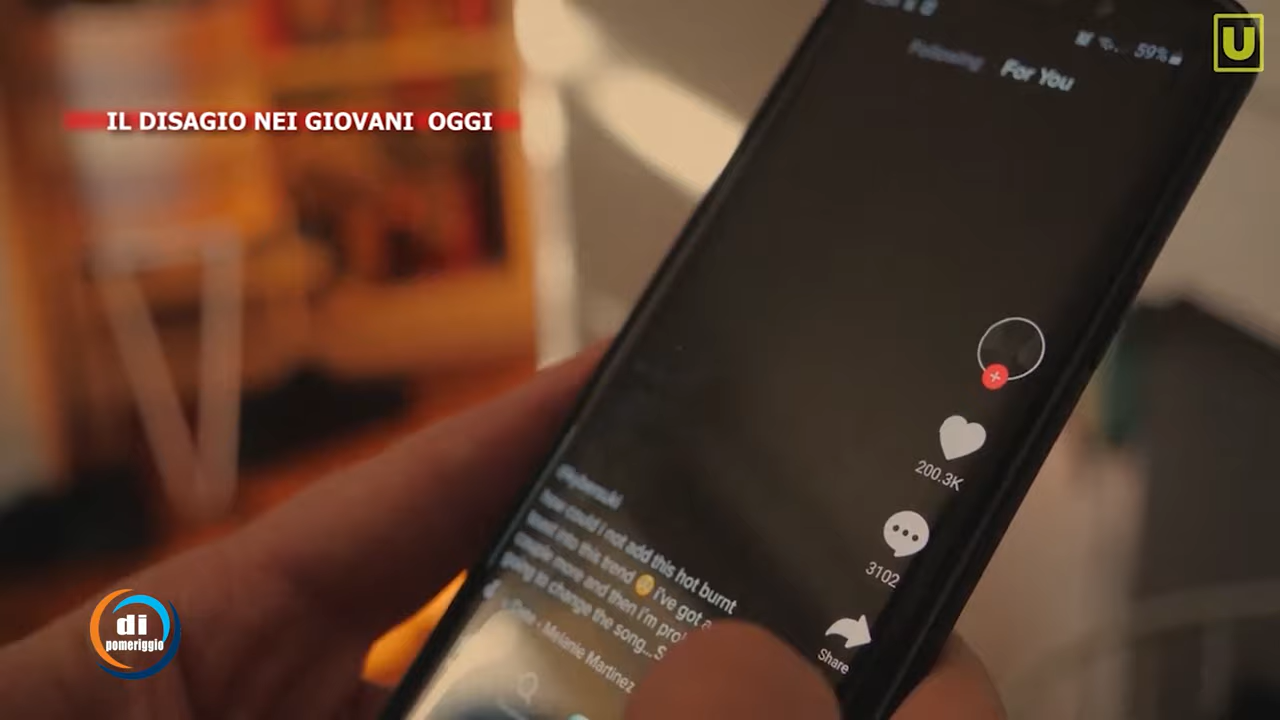 U
59%
Following For You
IL DISAGIO NEI GIOVANI OGGI
200.3K
how could i not add this hot burnt
toast into this trend 😳 I've got a
couple more and then I'm
going to change the song...S
- Melanie Martinez
3102
Share
di
pomeriggio